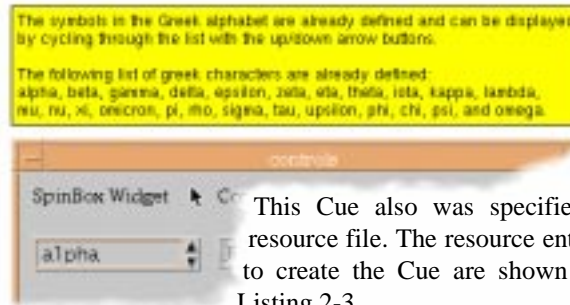 The symbols in the Greek alphabet are already defined and can be displayed
by cycling through the list with the up/down arrow buttons.
The following list of greek characters are already defined:
alpha, beta, gamma, delta, epsilon, zeta, eta, theta, iota, kappa, lambda,
mu, nu, xi, omicron, pi, rho, sigma, tau, upsilon, phi, chi, psi, and omega.
controls
SpinBox Widget
alpha
This Cue also was specifie
resource file. The resource ent
to create the Cue are shown
Listing 2-3